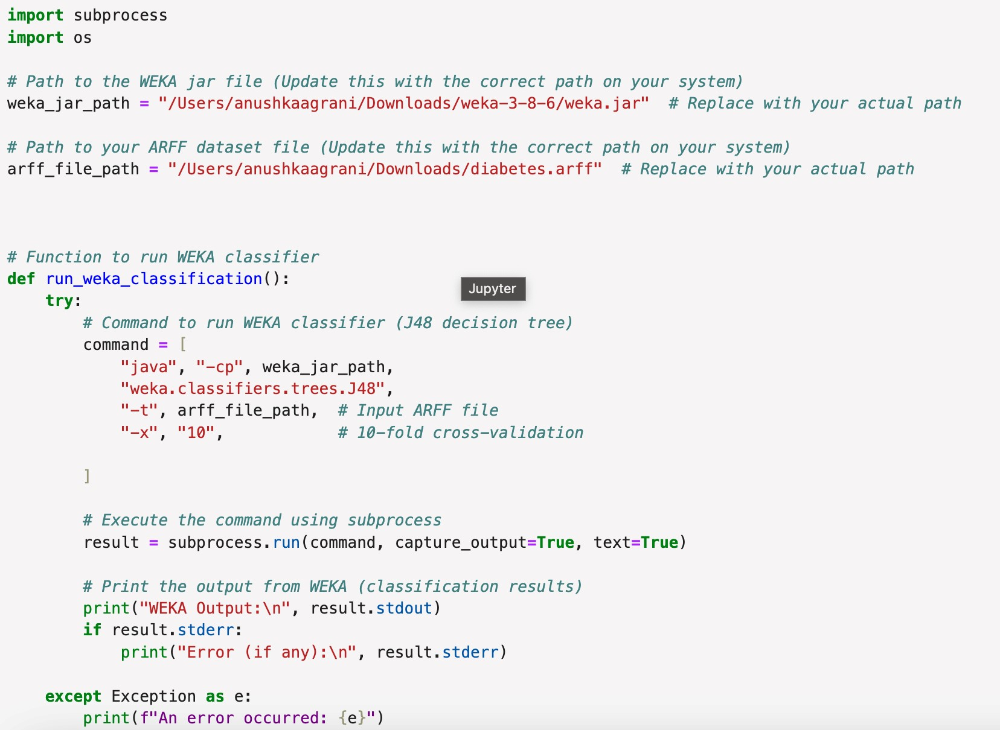 import subprocess
import os
# Path to the WEKA jar file (Update this with the correct path on your system)
weka_jar_path = "/Users/anushkaagrani/Downloads/weka-3-8-6/weka.jar"  # Replace with your actual path
# Path to your ARFF dataset file (Update this with the correct path on your system)
arff_file_path = "/Users/anushkaagrani/Downloads/diabetes.arff"  # Replace with your actual path
# Function to run WEKA classifier
def run_weka_classification():
Jupyter
    try:
        # Command to run WEKA classifier (J48 decision tree)
        command = [
            "java", "-cp", weka_jar_path,
            "weka.classifiers.trees.J48",
            "-t", arff_file_path,  # Input ARFF file
            "-x", "10",            # 10-fold cross-validation
        ]
        # Execute the command using subprocess
        result = subprocess.run(command, capture_output=True, text=True)
        # Print the output from WEKA (classification results)
        print("WEKA Output:\n", result.stdout)
        if result.stderr:
            print("Error (if any):\n", result.stderr)
    except Exception as e:
        print(f"An error occurred: {e}")